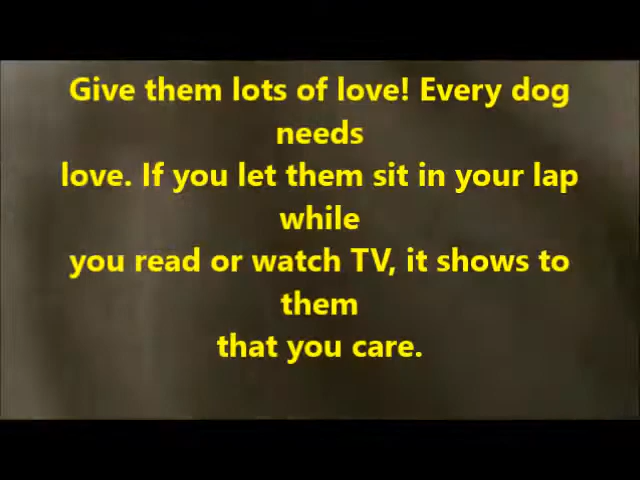 Give them lots of love! Every dog
needs
love. If you let them sit in your lap
while
you read or watch TV, it shows to
them
that you care.